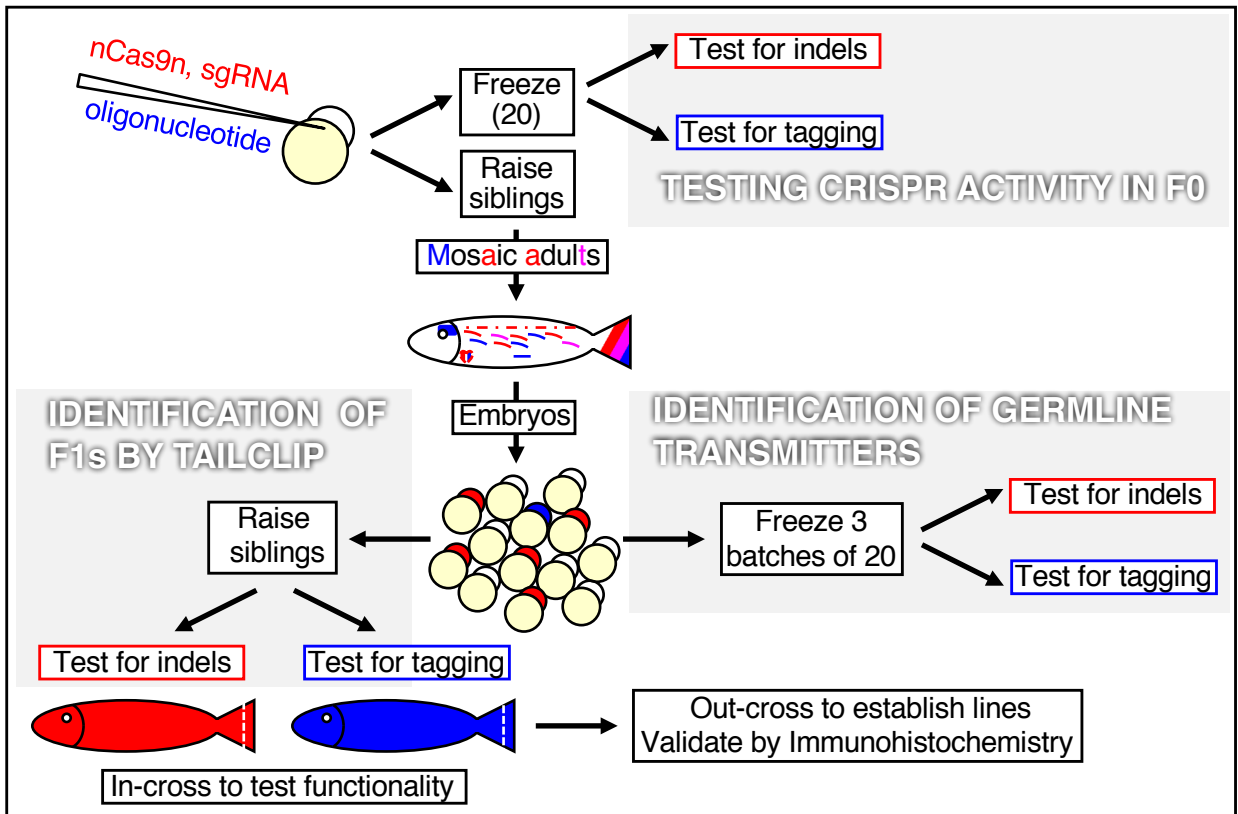 nCas9n, sgRNA
oligonucleotide
Freeze
(20)
Raise
siblings
Test for indels
Test for tagging
TESTING CRISPR ACTIVITY IN F0
Mosaic adults
Embryos
IDENTIFICATION OF
F1s BY TAILCLIP
IDENTIFICATION OF GERMLINE
TRANSMITTERS
Raise
siblings
Freeze 3
batches of 20
Test for indels
Test for tagging
Test for indels
Test for tagging
Out-cross to establish lines
Validate by Immunohistochemistry
In-cross to test functionality